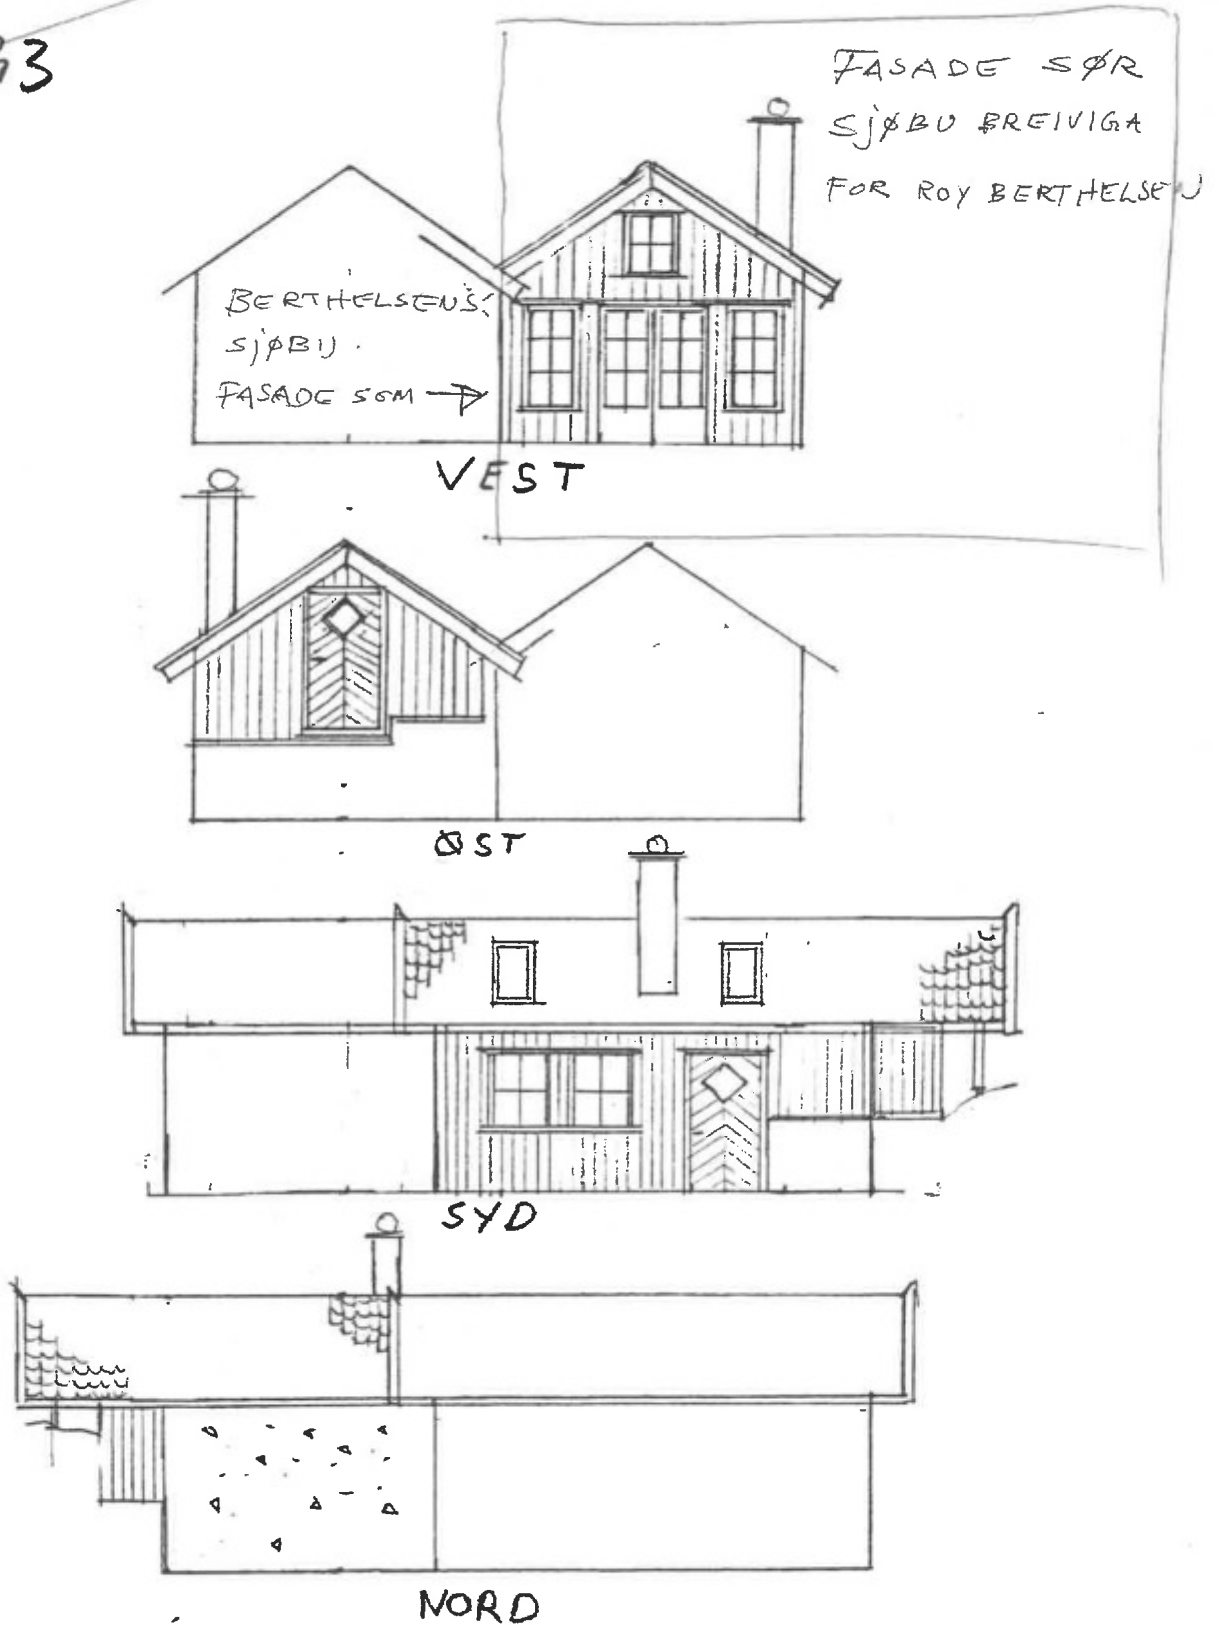 3
FASADE SØR
SJØBU BREIVIGA
FOR ROY BERTHELSEN
BERTHELSENS
SJØBU.
FASADE SOM →
VEST
ØST
SYD
NORD